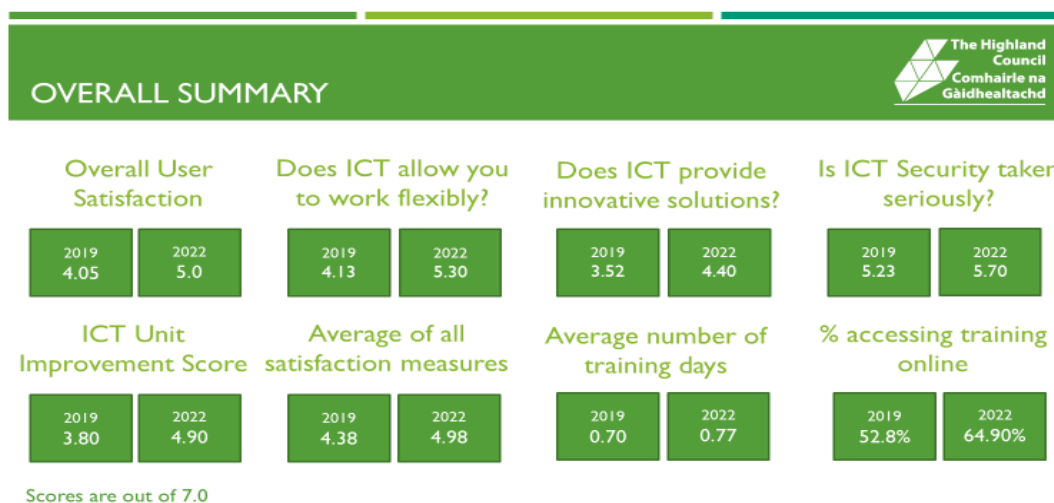 The Highland
Council
Comhairle na
Gàidhealtachd
OVERALL SUMMARY
Overall User
Satisfaction
2019
4.05
2022
5.0
Does ICT allow you
to work flexibly?
2019
4.13
2022
5.30
Does ICT provide
innovative solutions?
2019
3.52
2022
4.40
Is ICT Security taken
seriously?
2019
5.23
2022
5.70
ICT Unit
Improvement Score
2019
3.80
2022
4.90
Average of all
satisfaction measures
2019
4.38
2022
4.98
Average number of
training days
2019
0.70
2022
0.77
% accessing training
online
2019
52.8%
2022
64.90%
Scores are out of 7.0